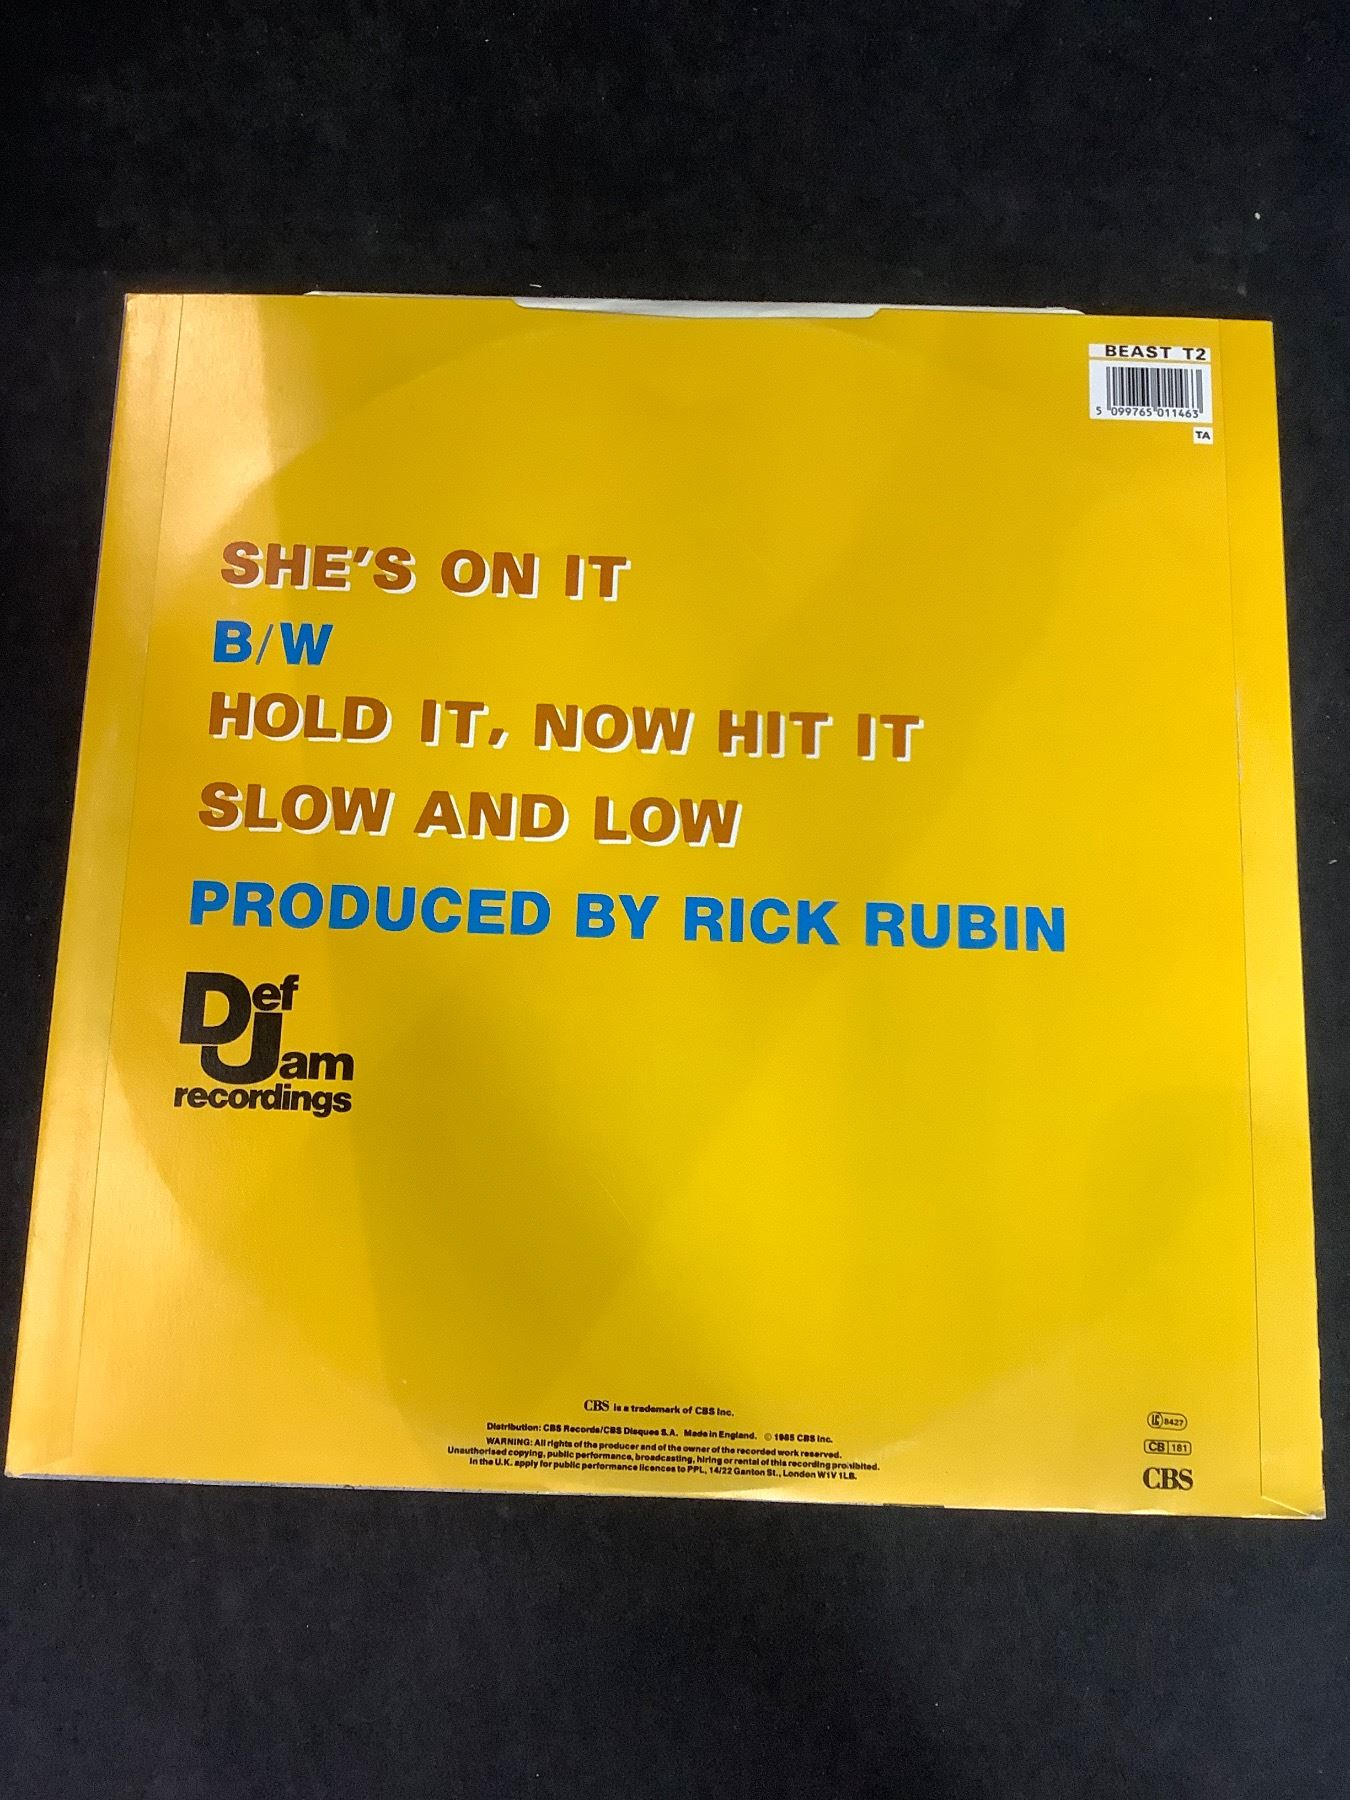 BEAST T2
5 099765 011463
TA
SHE'S ON IT
B/W
HOLD IT, NOW HIT IT
SLOW AND LOW
PRODUCED BY RICK RUBIN
Def
Jam
recordings
CBS is a trademark of CBS Inc.
Distribution: CBS Records/CBS Disques S.A. Made in England. © 1985 CBS Inc.
WARNING: All rights of the producer and of the owner of the recorded work reserved.
Unauthorised copying, public performance, broadcasting, hiring or rental of this recording prohibited.
In the U.K. apply for public performance licences to PPL, 14/22 Ganton St., London W1V 1LB.
LC 8427
CB 181
CBS